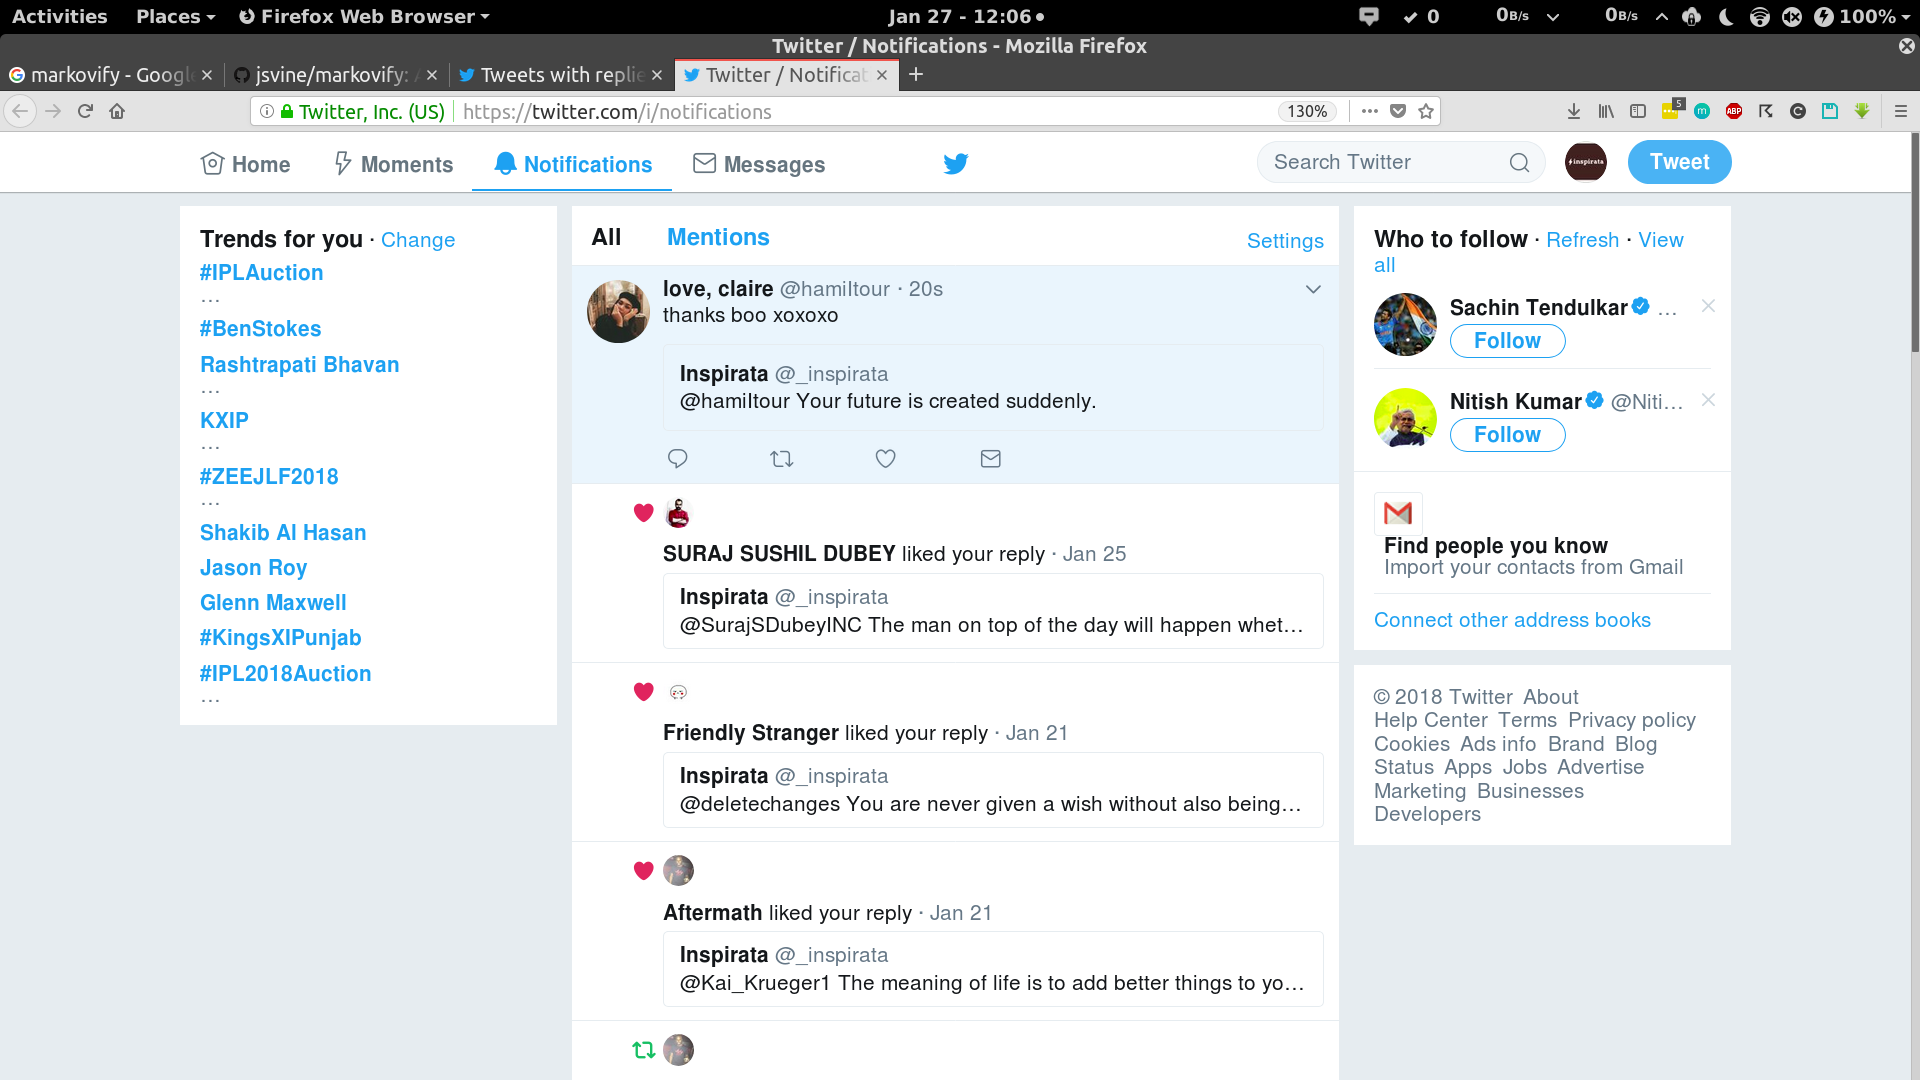 Activities Places Firefox Web Browser Jan 27 - 12:06 0 0B/s 0B/s 100%
Twitter / Notifications - Mozilla Firefox
markovify - Googl jsvine/markovify: Tweets with replie Twitter / Notificat
Twitter, Inc. (US) https://twitter.com/i/notifications 130% 5 m ABP
Home Moments Notifications Messages Search Twitter inspirata Tweet
Trends for you · Change
#IPLAuction
...
#BenStokes
Rashtrapati Bhavan
...
KXIP
...
#ZEEJLF2018
...
Shakib Al Hasan
Jason Roy
Glenn Maxwell
#KingsXIPunjab
#IPL2018Auction
...
All Mentions Settings
love, claire @hamiltour · 20s
thanks boo xoxoxo
Inspirata @_inspirata
@hamiltour Your future is created suddenly.
SURAJ SUSHIL DUBEY liked your reply · Jan 25
Inspirata @_inspirata
@SurajSDubeyINC The man on top of the day will happen whet...
Friendly Stranger liked your reply · Jan 21
Inspirata @_inspirata
@deletechanges You are never given a wish without also being...
Aftermath liked your reply · Jan 21
Inspirata @_inspirata
@Kai_Krueger1 The meaning of life is to add better things to yo...
Who to follow · Refresh · View
all
Sachin Tendulkar ...
Follow
Nitish Kumar @Niti...
Follow
Find people you know
Import your contacts from Gmail
Connect other address books
© 2018 Twitter About
Help Center Terms Privacy policy
Cookies Ads info Brand Blog
Status Apps Jobs Advertise
Marketing Businesses
Developers